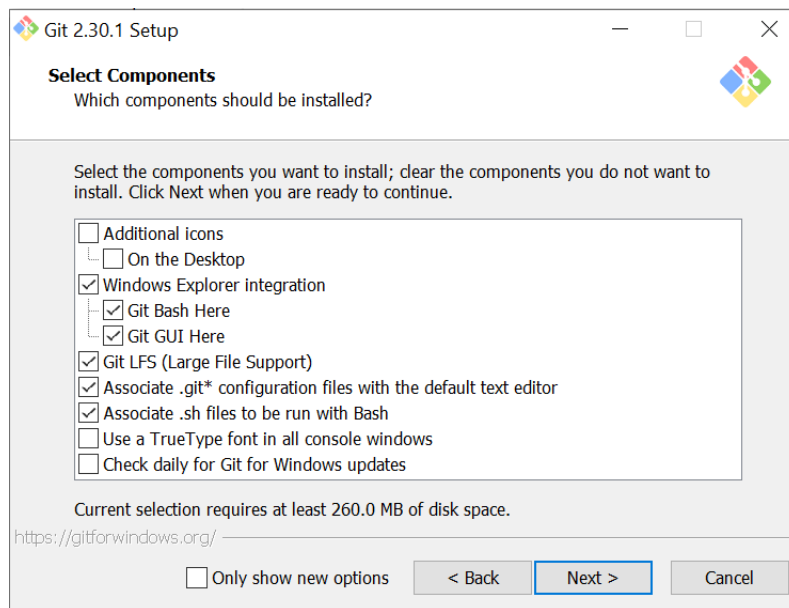 Git 2.30.1 Setup
Select Components
Which components should be installed?
Select the components you want to install; clear the components you do not want to
install. Click Next when you are ready to continue.
Additional icons
On the Desktop
Windows Explorer integration
Git Bash Here
Git GUI Here
Git LFS (Large File Support)
Associate .git* configuration files with the default text editor
Associate .sh files to be run with Bash
Use a TrueType font in all console windows
Check daily for Git for Windows updates
Current selection requires at least 260.0 MB of disk space.
https://gitforwindows.org/
Only show new options
< Back
Next >
Cancel